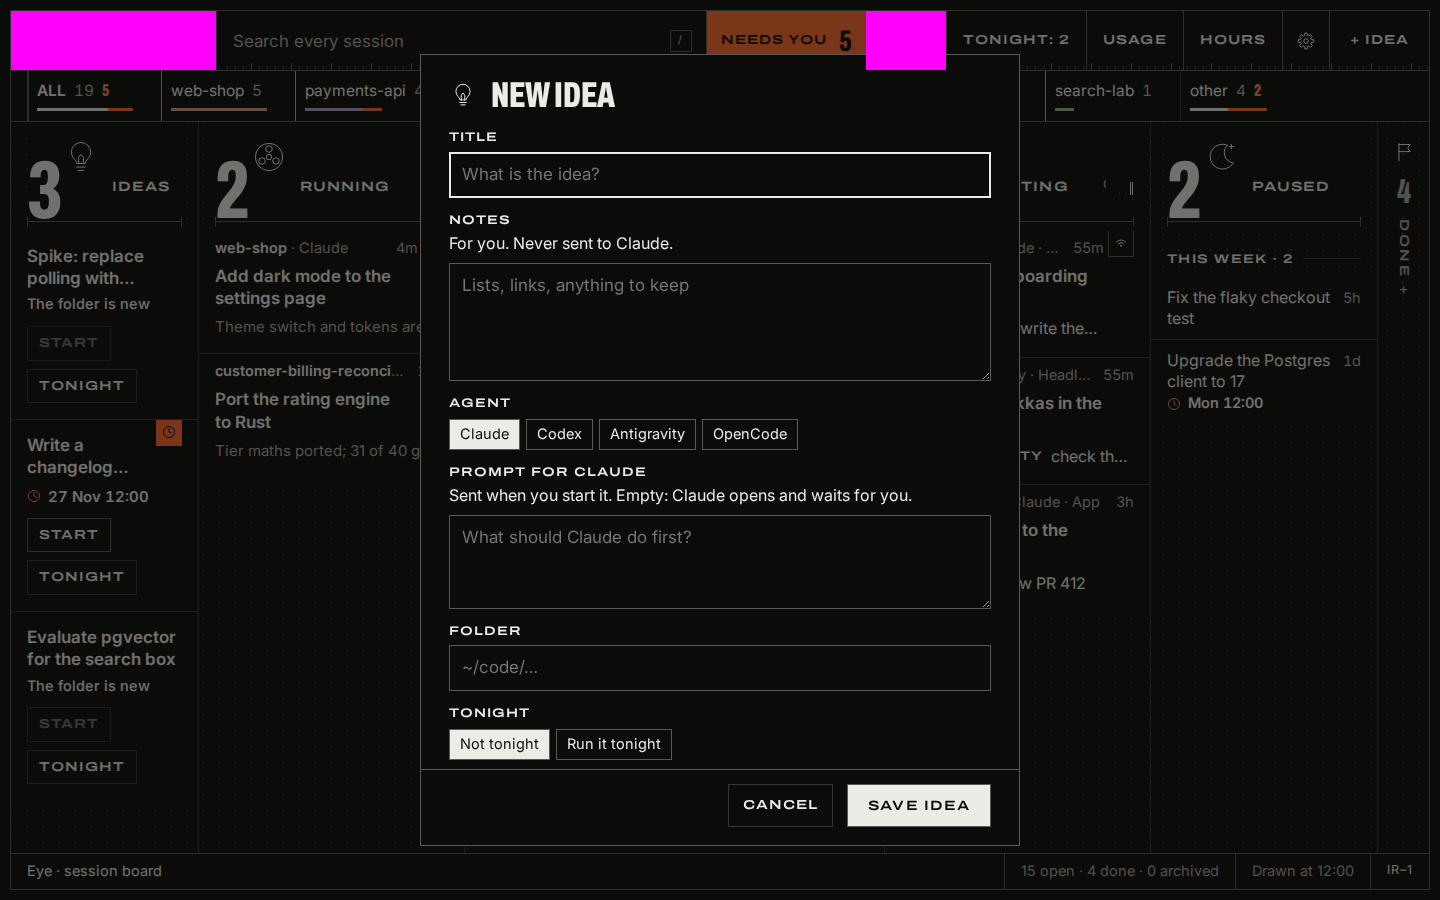 Search every session
/
NEEDS YOU 5
TONIGHT: 2
USAGE
HOURS
+ IDEA
ALL 19 5
web-shop 5
payments-api 4
search-lab 1
other 4 2
3 IDEAS
Spike: replace
polling with...
The folder is new
START
TONIGHT
Write a
changelog...
27 Nov 12:00
START
TONIGHT
Evaluate pgvector
for the search box
The folder is new
START
TONIGHT
2 RUNNING
web-shop · Claude 4m
Add dark mode to the
settings page
Theme switch and tokens are
customer-billing-reconci...
Port the rating engine
to Rust
Tier maths ported; 31 of 40 g
NEW IDEA
TITLE
What is the idea?
NOTES
For you. Never sent to Claude.
Lists, links, anything to keep
AGENT
Claude
Codex
Antigravity
OpenCode
PROMPT FOR CLAUDE
Sent when you start it. Empty: Claude opens and waits for you.
What should Claude do first?
FOLDER
~/code/...
TONIGHT
Not tonight
Run it tonight
CANCEL
SAVE IDEA
TING
de · ... 55m
boarding
write the...
y · Headl... 55m
kkas in the
TY check th...
laude · App 3h
to the
w PR 412
2 PAUSED
THIS WEEK · 2
Fix the flaky checkout 5h
test
Upgrade the Postgres 1d
client to 17
Mon 12:00
4
DONE +
Eye · session board
15 open · 4 done · 0 archived
Drawn at 12:00
IR–1